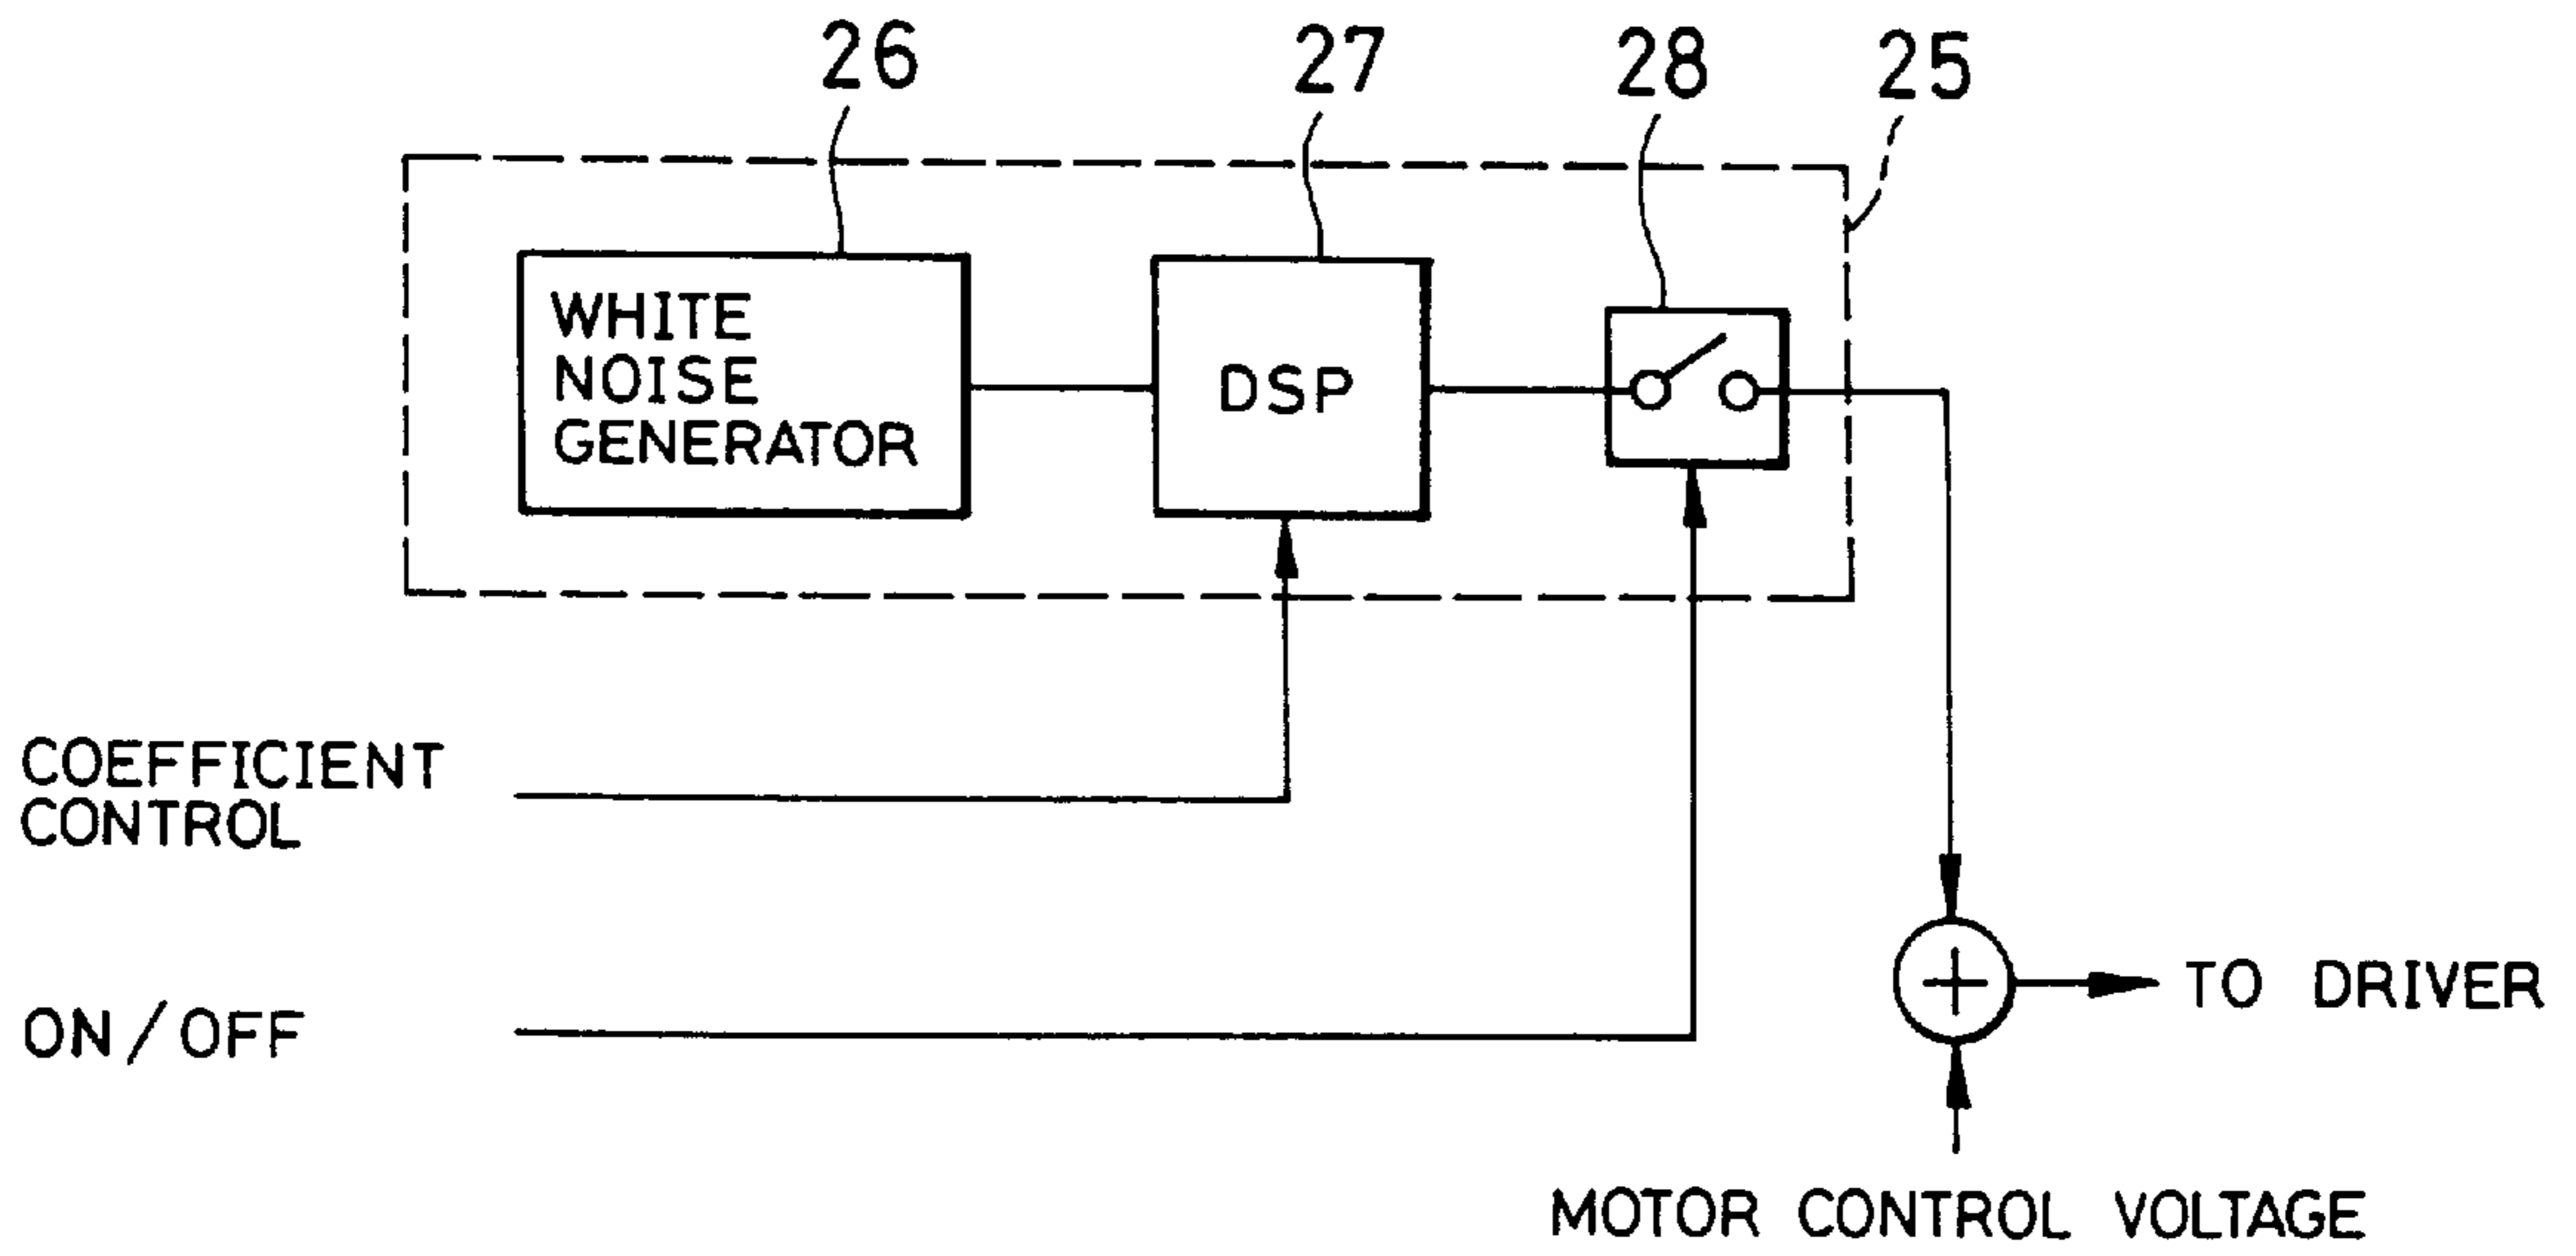 26
27
28
25
WHITE
NOISE
GENERATOR
DSP
COEFFICIENT
CONTROL
ON/OFF
TO DRIVER
MOTOR CONTROL VOLTAGE